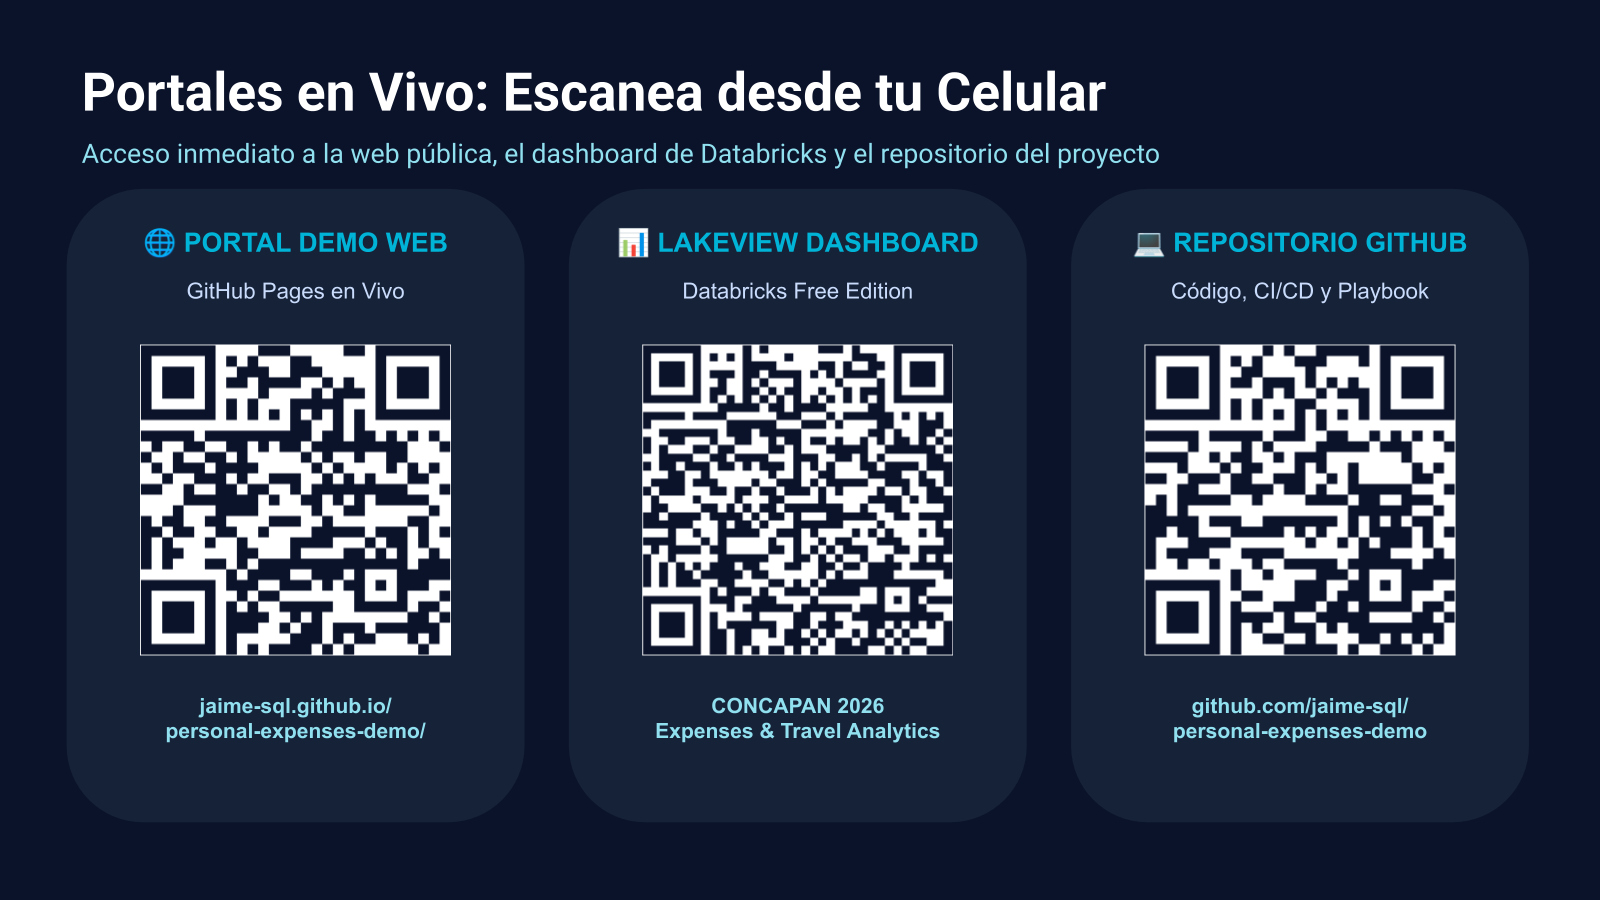 Portales en Vivo: Escanea desde tu Celular
Acceso inmediato a la web pública, el dashboard de Databricks y el repositorio del proyecto
PORTAL DEMO WEB
GitHub Pages en Vivo
jaime-sql.github.io/
personal-expenses-demo/
LAKEVIEW DASHBOARD
Databricks Free Edition
CONCAPAN 2026
Expenses & Travel Analytics
REPOSITORIO GITHUB
Código, CI/CD y Playbook
github.com/jaime-sql/
personal-expenses-demo